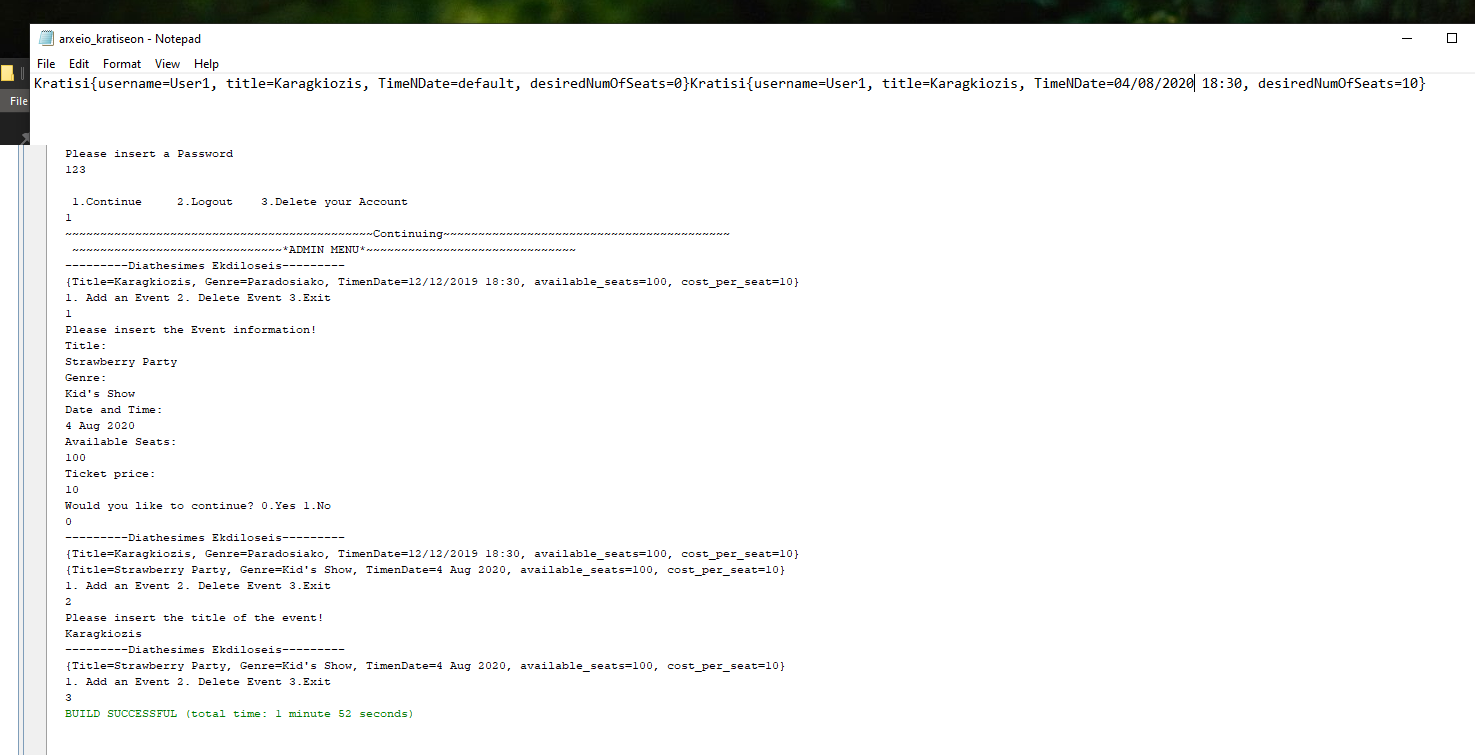 arxeio_kratiseon - Notepad
File Edit Format View Help
Kratisi{username=User1, title=Karagkiozis, TimeNDate=default, desiredNumOfSeats=0}Kratisi{username=User1, title=Karagkiozis, TimeNDate=04/08/2020 18:30, desiredNumOfSeats=10}
File
Please insert a Password
123
1.Continue 2.Logout 3.Delete your Account
1
~~~~~~~~~~~~~~~~~~~~~~~~~~~~~~~~~~~~~~~~~~~~Continuing~~~~~~~~~~~~~~~~~~~~~~~~~~~~~~~~~~~~~~~~~
~~~~~~~~~~~~~~~~~~~~~~~~~~~~~~*ADMIN MENU*~~~~~~~~~~~~~~~~~~~~~~~~~~~~~~
---------Diathesimes Ekdiloseis---------
{Title=Karagkiozis, Genre=Paradosiako, TimenDate=12/12/2019 18:30, available_seats=100, cost_per_seat=10}
1. Add an Event 2. Delete Event 3.Exit
1
Please insert the Event information!
Title:
Strawberry Party
Genre:
Kid's Show
Date and Time:
4 Aug 2020
Available Seats:
100
Ticket price:
10
Would you like to continue? 0.Yes 1.No
0
---------Diathesimes Ekdiloseis---------
{Title=Karagkiozis, Genre=Paradosiako, TimenDate=12/12/2019 18:30, available_seats=100, cost_per_seat=10}
{Title=Strawberry Party, Genre=Kid's Show, TimenDate=4 Aug 2020, available_seats=100, cost_per_seat=10}
1. Add an Event 2. Delete Event 3.Exit
2
Please insert the title of the event!
Karagkiozis
---------Diathesimes Ekdiloseis---------
{Title=Strawberry Party, Genre=Kid's Show, TimenDate=4 Aug 2020, available_seats=100, cost_per_seat=10}
1. Add an Event 2. Delete Event 3.Exit
3
BUILD SUCCESSFUL (total time: 1 minute 52 seconds)